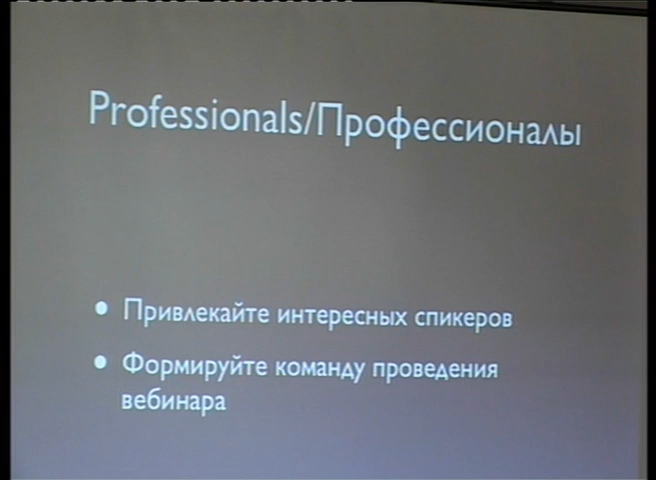 Professionals/Профессионалы
• Привлекайте интересных спикеров
• Формируйте команду проведения
вебинара